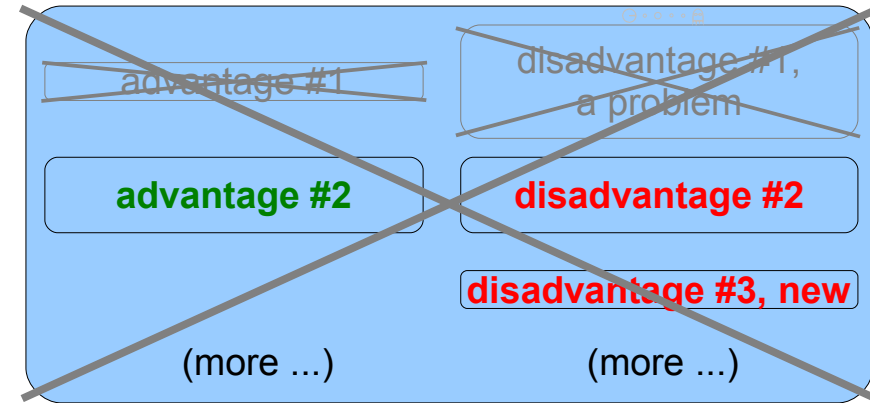 advantage #1
disadvantage #1,
a problem
advantage #2
disadvantage #2
disadvantage #3, new
(more ...)
(more ...)